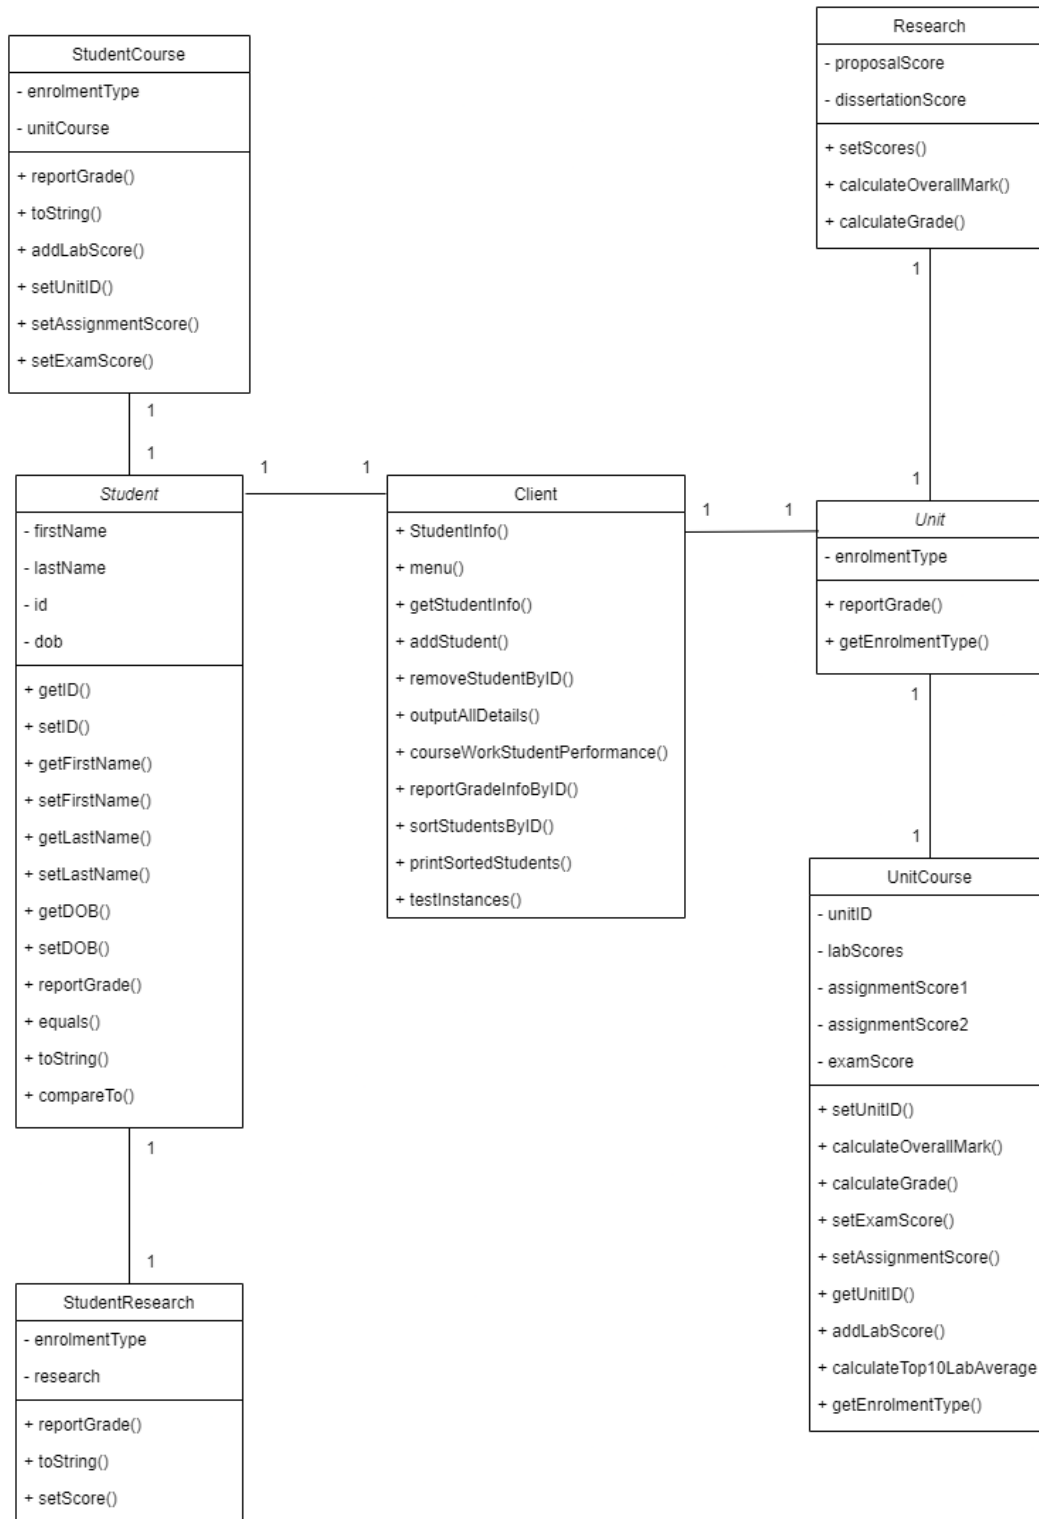 StudentCourse
- enrolmentType
- unitCourse
+ reportGrade()
+ toString()
+ addLabScore()
+ setUnitID()
+ setAssignmentScore()
+ setExamScore()
1
1
Student
- firstName
- lastName
- id
- dob
+ getID()
+ setID()
+ getFirstName()
+ setFirstName()
+ getLastName()
+ setLastName()
+ getDOB()
+ setDOB()
+ reportGrade()
+ equals()
+ toString()
+ compareTo()
1
1
StudentResearch
- enrolmentType
- research
+ reportGrade()
+ toString()
+ setScore()
1
1
Client
+ StudentInfo()
+ menu()
+ getStudentInfo()
+ addStudent()
+ removeStudentByID()
+ outputAllDetails()
+ courseWorkStudentPerformance()
+ reportGradeInfoByID()
+ sortStudentsByID()
+ printSortedStudents()
+ testInstances()
1
1
Research
- proposalScore
- dissertationScore
+ setScores()
+ calculateOverallMark()
+ calculateGrade()
1
1
Unit
- enrolmentType
+ reportGrade()
+ getEnrolmentType()
1
1
UnitCourse
- unitID
- labScores
- assignmentScore1
- assignmentScore2
- examScore
+ setUnitID()
+ calculateOverallMark()
+ calculateGrade()
+ setExamScore()
+ setAssignmentScore()
+ getUnitID()
+ addLabScore()
+ calculateTop10LabAverage
+ getEnrolmentType()